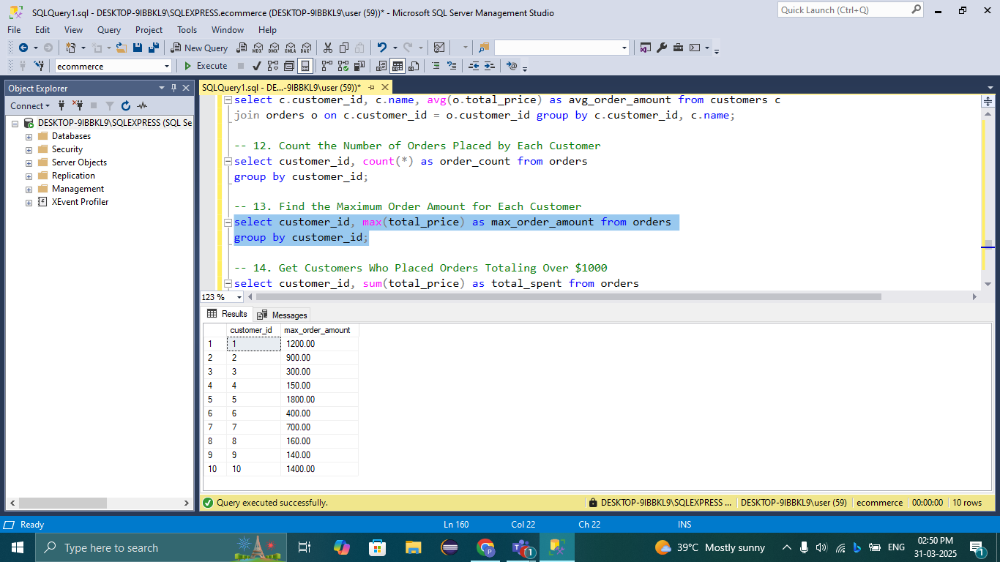 SQLQuery1.sql - DESKTOP-9IBBKL9\SQLEXPRESS.ecommerce (DESKTOP-9IBBKL9\user (59))* - Microsoft SQL Server Management Studio
Quick Launch (Ctrl+Q)
File Edit View Query Project Tools Window Help
New Query
MDX DMX XMLA DAX
ecommerce
Execute
Object Explorer
SQLQuery1.sql - DE...-9IBBKL9\user (59))*
Connect
DESKTOP-9IBBKL9\SQLEXPRESS (SQL Se
Databases
Security
Server Objects
Replication
Management
XEvent Profiler
select c.customer_id, c.name, avg(o.total_price) as avg_order_amount from customers c
join orders o on c.customer_id = o.customer_id group by c.customer_id, c.name;
-- 12. Count the Number of Orders Placed by Each Customer
select customer_id, count(*) as order_count from orders
group by customer_id;
-- 13. Find the Maximum Order Amount for Each Customer
select customer_id, max(total_price) as max_order_amount from orders
group by customer_id;
-- 14. Get Customers Who Placed Orders Totaling Over $1000
select customer_id, sum(total_price) as total_spent from orders
123 %
Results Messages
customer_id max_order_amount
1 1 1200.00
2 2 900.00
3 3 300.00
4 4 150.00
5 5 1800.00
6 6 400.00
7 7 700.00
8 8 160.00
9 9 140.00
10 10 1400.00
Query executed successfully.
DESKTOP-9IBBKL9\SQLEXPRESS ... DESKTOP-9IBBKL9\user (59) ecommerce 00:00:00 10 rows
Ready Ln 160 Col 22 Ch 22 INS
Type here to search
P
1
39°C Mostly sunny
ENG
02:50 PM
31-03-2025
1